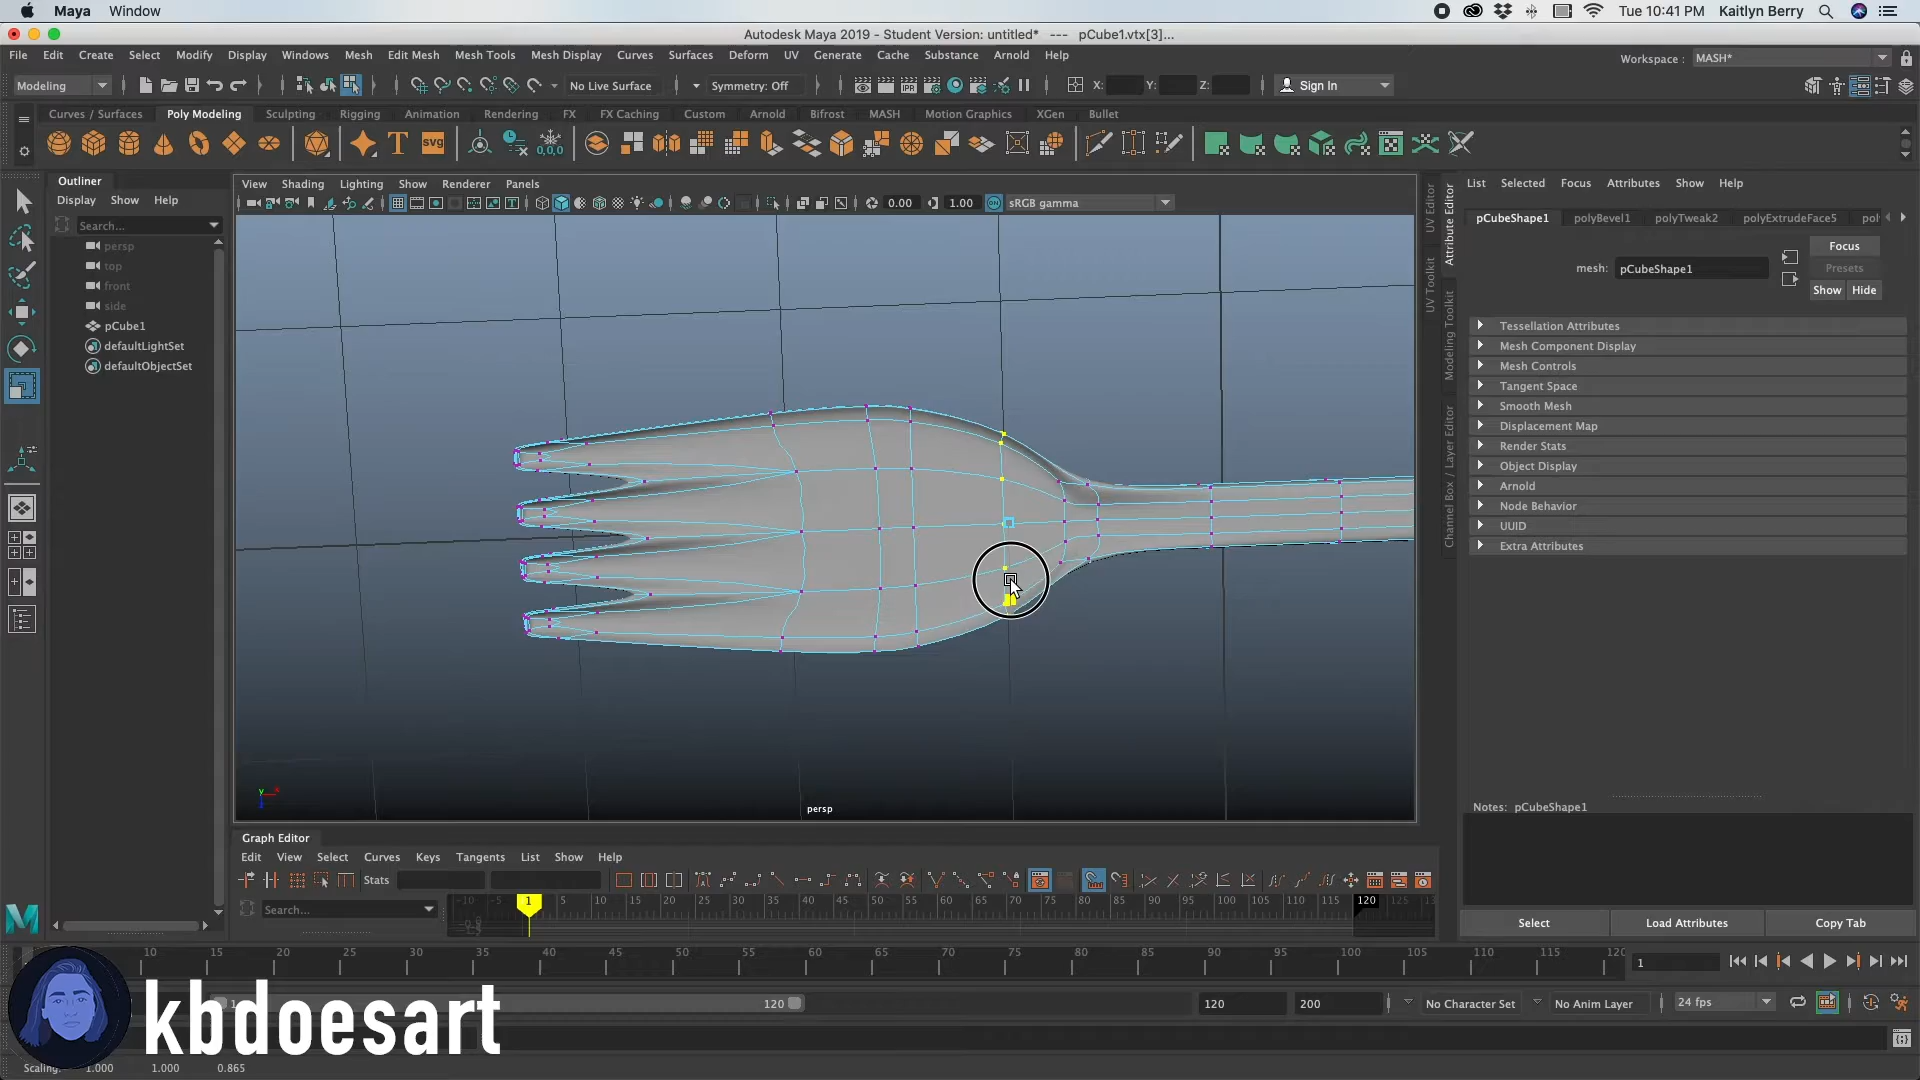 Maya Window
Tue 10:41 PM Kaitlyn Berry
Autodesk Maya 2019 - Student Version: untitled* --- pCube1.vtx[3]...
File Edit Create Select Modify Display Windows Mesh Edit Mesh Mesh Tools Mesh Display Curves Surfaces Deform UV Generate Cache Substance Arnold Help
Workspace : MASH*
Modeling No Live Surface Symmetry: Off X: Y: Z: Sign In
Curves / Surfaces Poly Modeling Sculpting Rigging Animation Rendering FX FX Caching Custom Arnold Bifrost MASH Motion Graphics XGen Bullet
T svg 0,0,0
Outliner
Display Show Help
Search...
persp
top
front
side
pCube1
defaultLightSet
defaultObjectSet
View Shading Lighting Show Renderer Panels
0.00 1.00 sRGB gamma
persp
UV Editor
UV Toolkit
Attribute Editor
Modeling Toolkit
Channel Box / Layer Editor
List Selected Focus Attributes Show Help
pCubeShape1 polyBevel1 polyTweak2 polyExtrudeFace5 pol
mesh: pCubeShape1
Focus
Presets
Show Hide
Tessellation Attributes
Mesh Component Display
Mesh Controls
Tangent Space
Smooth Mesh
Displacement Map
Render Stats
Object Display
Arnold
Node Behavior
UUID
Extra Attributes
Notes: pCubeShape1
Select Load Attributes Copy Tab
Graph Editor
Edit View Select Curves Keys Tangents List Show Help
Stats
Search...
-10 -5 1 5 10 15 20 25 30 35 40 45 50 55 60 65 70 75 80 85 90 95 100 105 110 115 120 125
10 15 20 25 30 35 40 45 50 55 60 65 70 75 80 85 90 95 100 105 110 115 120
1
120 120 200 No Character Set No Anim Layer 24 fps
kbdoesart
Scaling: 1.000 1.000 0.865